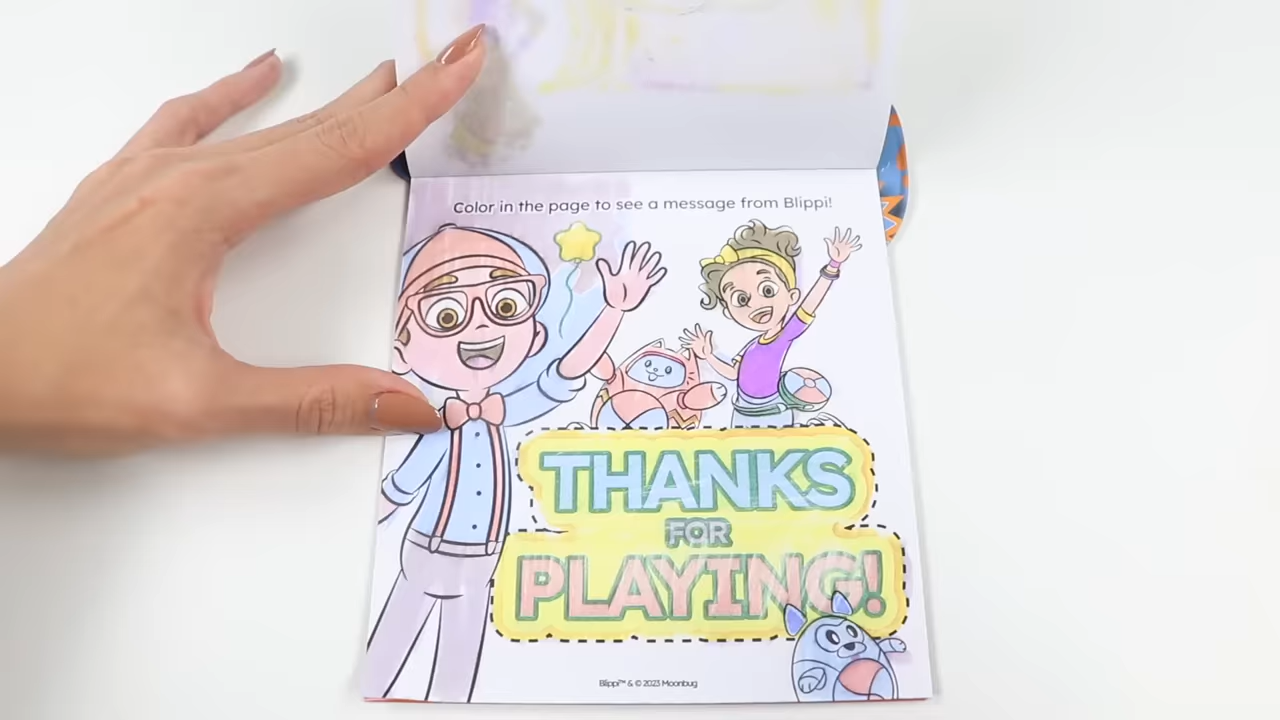 Color in the page to see a message from Blippi!
THANKS
FOR
PLAYING!
Blippi™ & © 2023 Moonbug